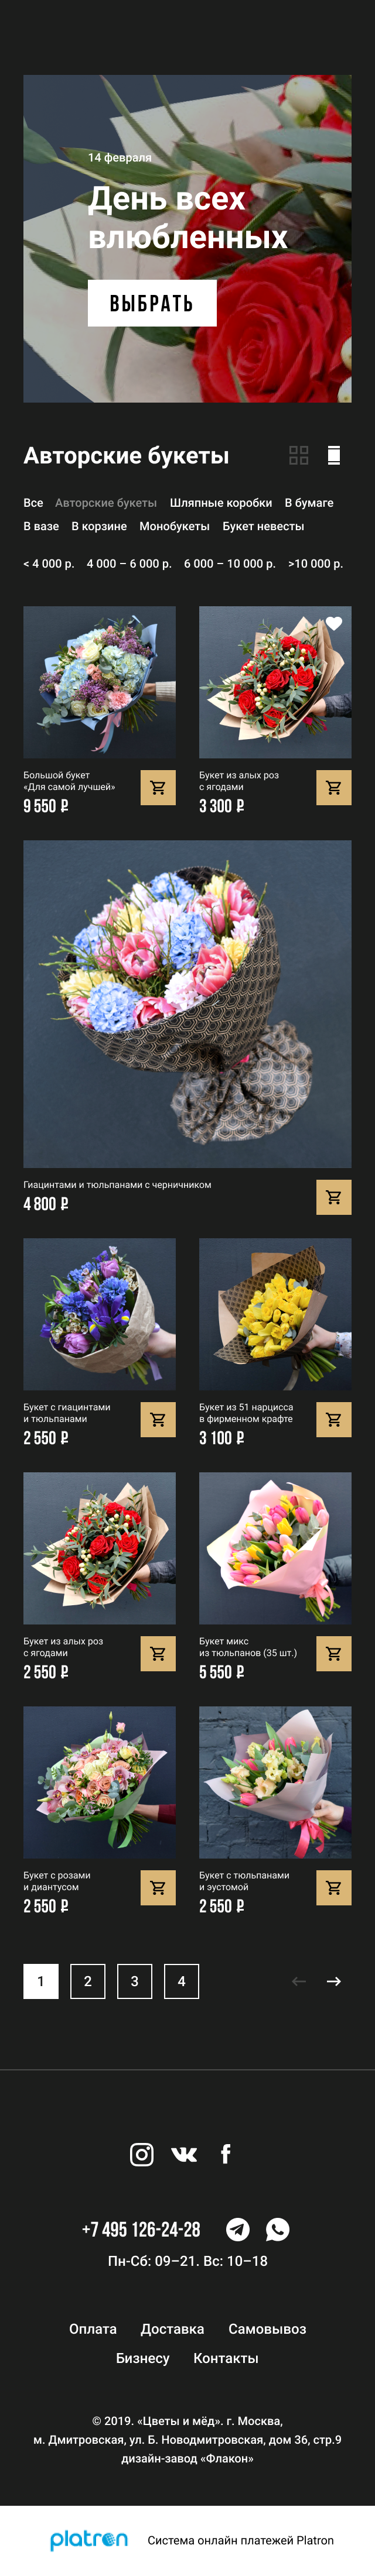 14 февраля
День всех
влюбленных
ВЫБРАТЬ
Авторские букеты
Все Авторские букеты Шляпные коробки В бумаге
В вазе В корзине Монобукеты Букет невесты
< 4 000 р. 4 000 – 6 000 р. 6 000 – 10 000 р. >10 000 р.
Большой букет
«Для самой лучшей»
9 550 ₽
Букет из алых роз
с ягодами
3 300 ₽
Гиацинтами и тюльпанами с черничником
4 800 ₽
Букет с гиацинтами
и тюльпанами
2 550 ₽
Букет из 51 нарцисса
в фирменном крафте
3 100 ₽
Букет из алых роз
с ягодами
2 550 ₽
Букет микс
из тюльпанов (35 шт.)
5 550 ₽
Букет с розами
и диантусом
2 550 ₽
Букет с тюльпанами
и эустомой
2 550 ₽
1 2 3 4
+7 495 126-24-28
Пн-Сб: 09–21. Вс: 10–18
Оплата Доставка Самовывоз
Бизнесу Контакты
© 2019. «Цветы и мёд». г. Москва,
м. Дмитровская, ул. Б. Новодмитровская, дом 36, стр.9
дизайн-завод «Флакон»
platron Система онлайн платежей Platron